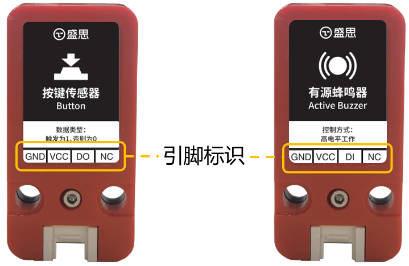 盛思
按键传感器
Button
数据类型：
触发为1，否则为0
GND VCC DO NC
引脚标识
盛思
有源蜂鸣器
Active Buzzer
控制方式：
高电平工作
GND VCC DI NC